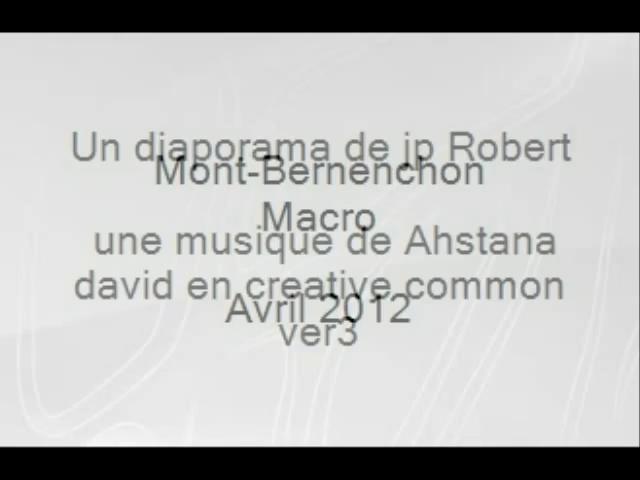 Un diaporama de jp Robert
Mont-Bernenchon
Macro
une musique de Ahstana
david en creative common
Avril 2012
ver3